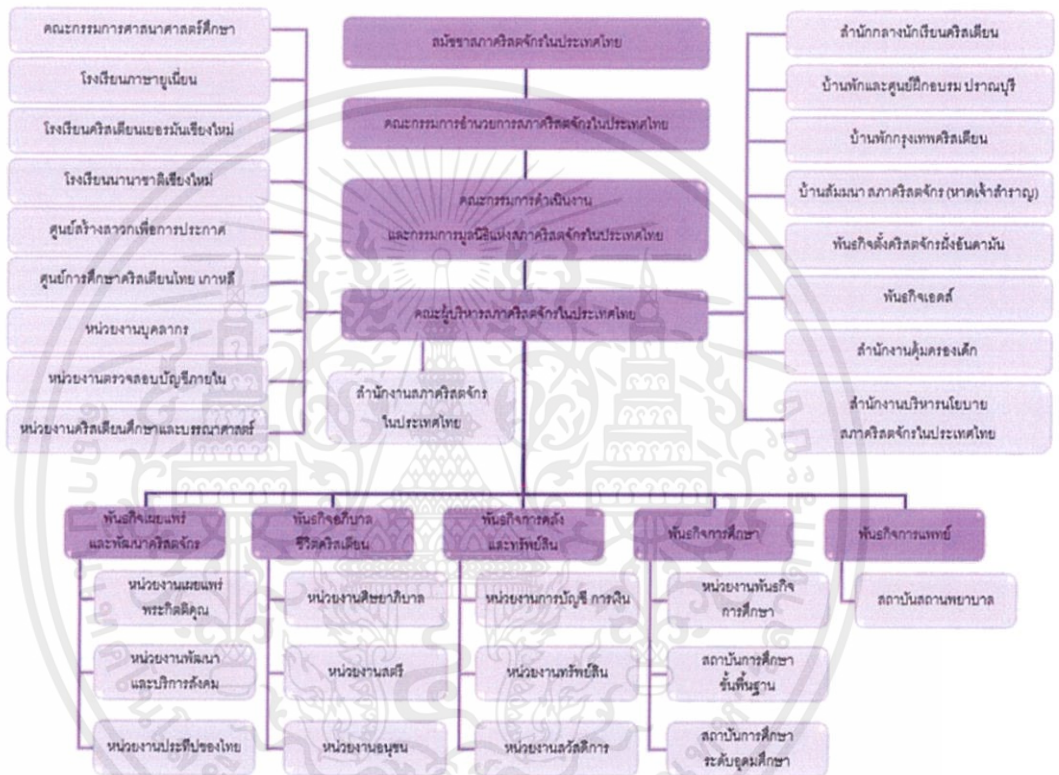 คณะกรรมการศาสนาศาสตร์ศึกษา
โรงเรียนภาษายูเนี่ยน
โรงเรียนคริสเตียนเยอรมันเชียงใหม่
โรงเรียนนานาชาติเชียงใหม่
ศูนย์สร้างสาวกเพื่อการประกาศ
ศูนย์การศึกษาคริสเตียนไทย เกาหลี
หน่วยงานบุคลากร
หน่วยงานตรวจสอบบัญชีภายใน
หน่วยงานคริสเตียนศึกษาและบรรณศาสตร์
สมัชชาสภาคริสตจักรในประเทศไทย
คณะกรรมการอำนวยการสภาคริสตจักรในประเทศไทย
คณะกรรมการดำเนินงาน
และกรรมการมูลนิธิแห่งสภาคริสตจักรในประเทศไทย
คณะผู้บริหารสภาคริสตจักรในประเทศไทย
สำนักงานสภาคริสตจักร
ในประเทศไทย
สำนักกลางนักเรียนคริสเตียน
บ้านพักและศูนย์ฝึกอบรม ปราณบุรี
บ้านพักกรุงเทพคริสเตียน
บ้านสัมมนา สภาคริสตจักร (หาดเจ้าสำราญ)
พันธกิจตั้งคริสตจักรฝั่งอันดามัน
พันธกิจเอดส์
สำนักงานคุ้มครองเด็ก
สำนักงานบริหารนโยบาย
สภาคริสตจักรในประเทศไทย
พันธกิจเผยแพร่
และพัฒนาคริสตจักร
หน่วยงานเผยแพร่
พระกิตติคุณ
หน่วยงานพัฒนา
และบริการสังคม
หน่วยงานประทีปของไทย
พันธกิจอภิบาล
ชีวิตคริสเตียน
หน่วยงานศิษยาภิบาล
หน่วยงานสตรี
หน่วยงานอนุชน
พันธกิจการคลัง
และทรัพย์สิน
หน่วยงานการบัญชี การเงิน
หน่วยงานทรัพย์สิน
หน่วยงานสวัสดิการ
พันธกิจการศึกษา
หน่วยงานพันธกิจ
การศึกษา
สถาบันการศึกษา
ขั้นพื้นฐาน
สถาบันการศึกษา
ระดับอุดมศึกษา
พันธกิจการแพทย์
สถาบันสถานพยาบาล